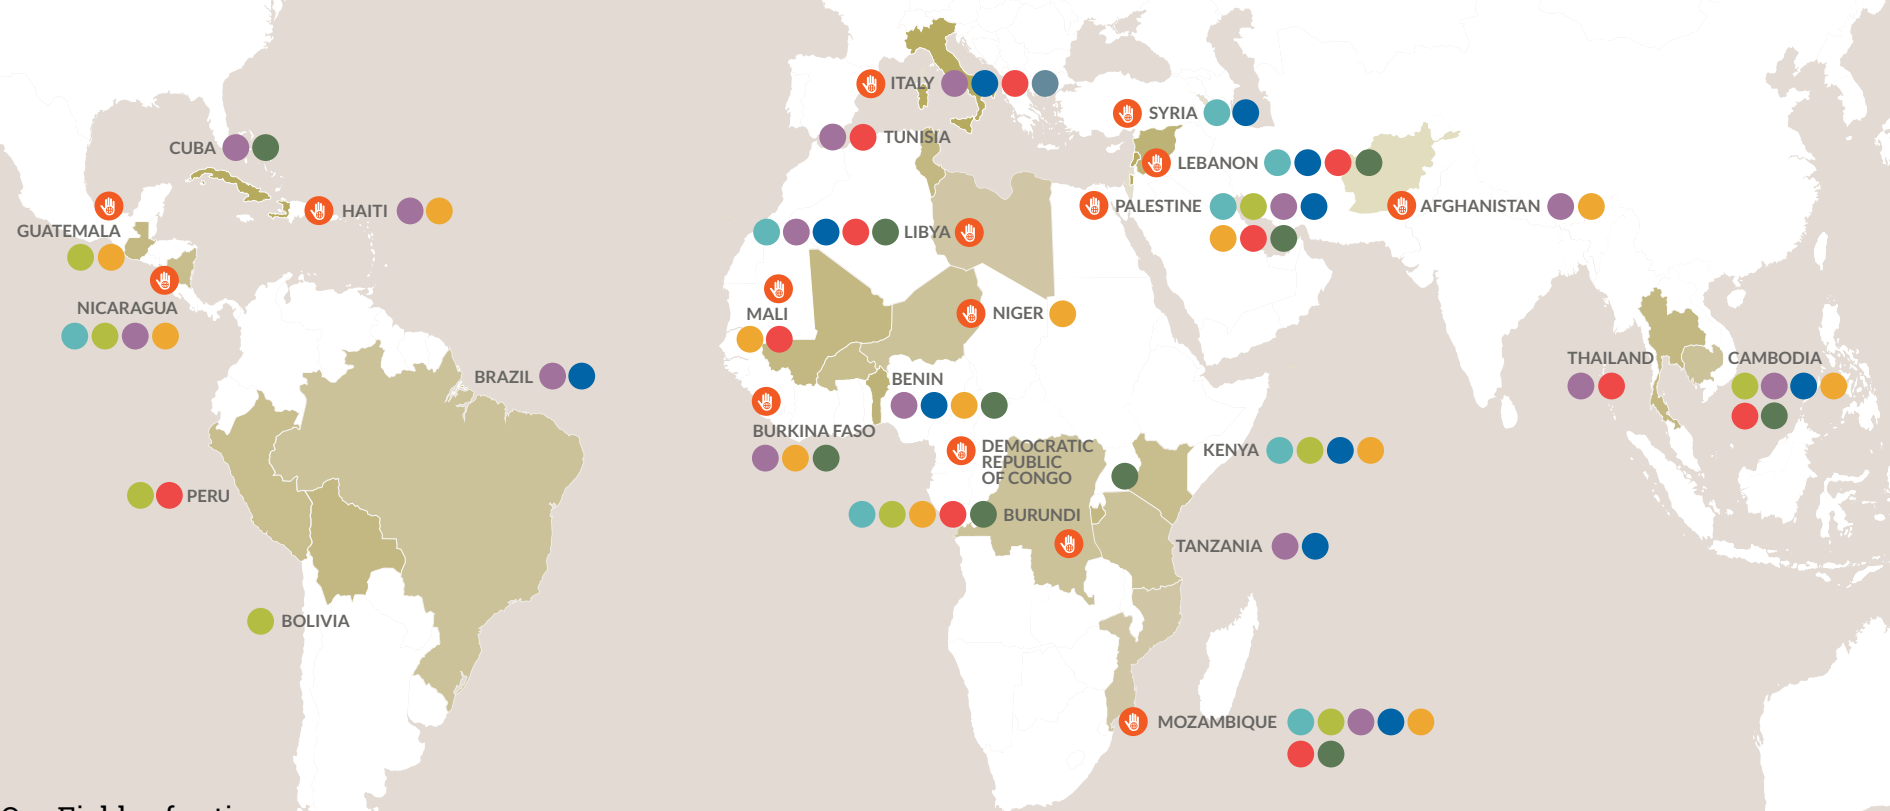 ITALY
SYRIA
TUNISIA
CUBA
LEBANON
HAITI
PALESTINE
AFGHANISTAN
GUATEMALA
LIBYA
NICARAGUA
MALI
NIGER
THAILAND
CAMBODIA
BRAZIL
BENIN
BURKINA FASO
DEMOCRATIC
REPUBLIC
OF CONGO
KENYA
PERU
BURUNDI
TANZANIA
BOLIVIA
MOZAMBIQUE